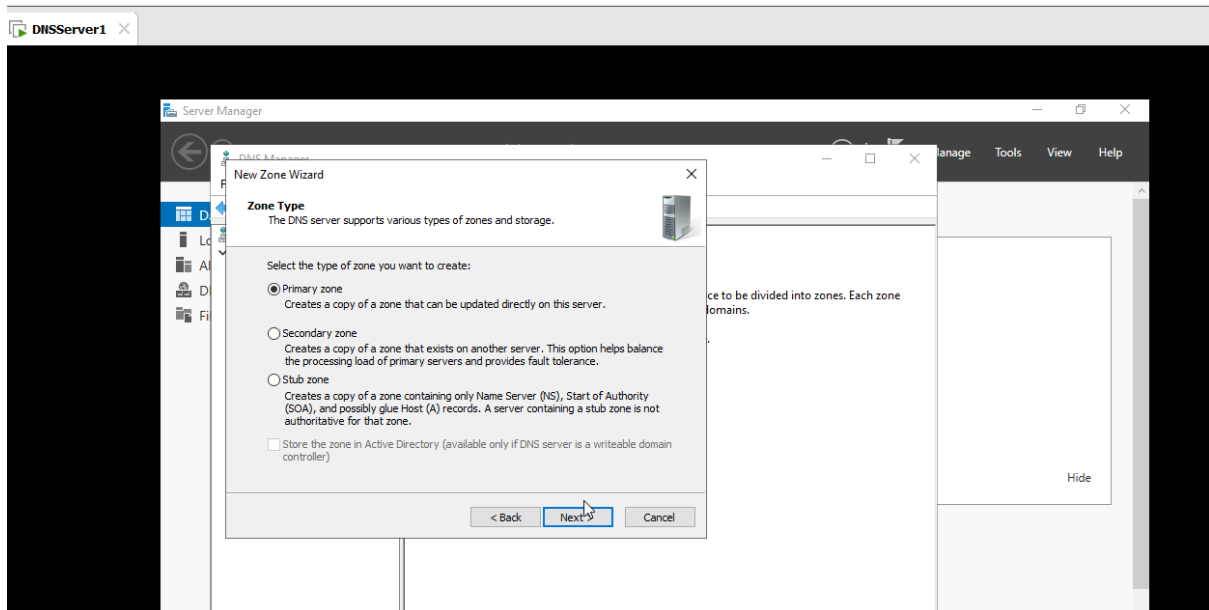 DNSServer1
Server Manager
Manage Tools View Help
DNS Manager
New Zone Wizard
Zone Type
The DNS server supports various types of zones and storage.
Select the type of zone you want to create:
Primary zone
Creates a copy of a zone that can be updated directly on this server.
Secondary zone
Creates a copy of a zone that exists on another server. This option helps balance
the processing load of primary servers and provides fault tolerance.
Stub zone
Creates a copy of a zone containing only Name Server (NS), Start of Authority
(SOA), and possibly glue Host (A) records. A server containing a stub zone is not
authoritative for that zone.
Store the zone in Active Directory (available only if DNS server is a writeable domain
controller)
< Back Next > Cancel
D
Lo
Al
D
Fi
ce to be divided into zones. Each zone
domains.
Hide